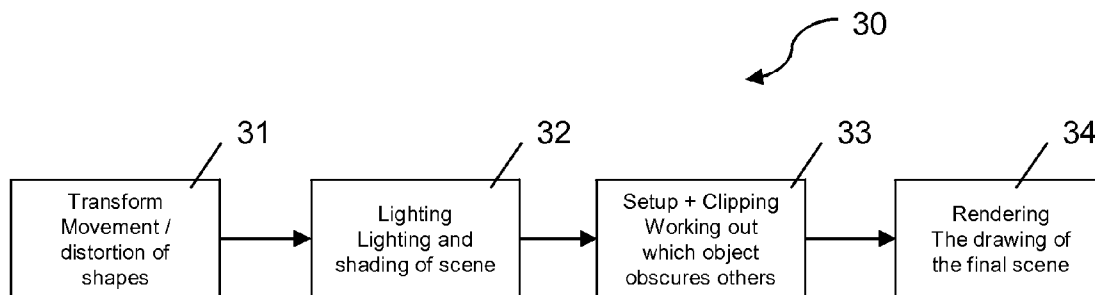 30
31
32
33
34
Transform
Movement /
distortion of
shapes
Lighting
Lighting and
shading of scene
Setup + Clipping
Working out
which object
obscures others
Rendering
The drawing of
the final scene